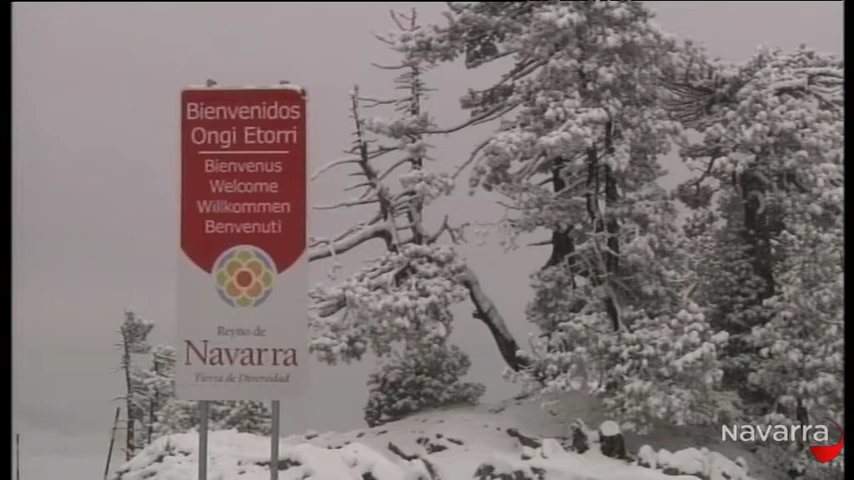 Bienvenidos
Ongi Etorri
Bienvenus
Welcome
Willkommen
Benvenuti
Reyno de
Navarra
Tierra de Diversidad
navarra